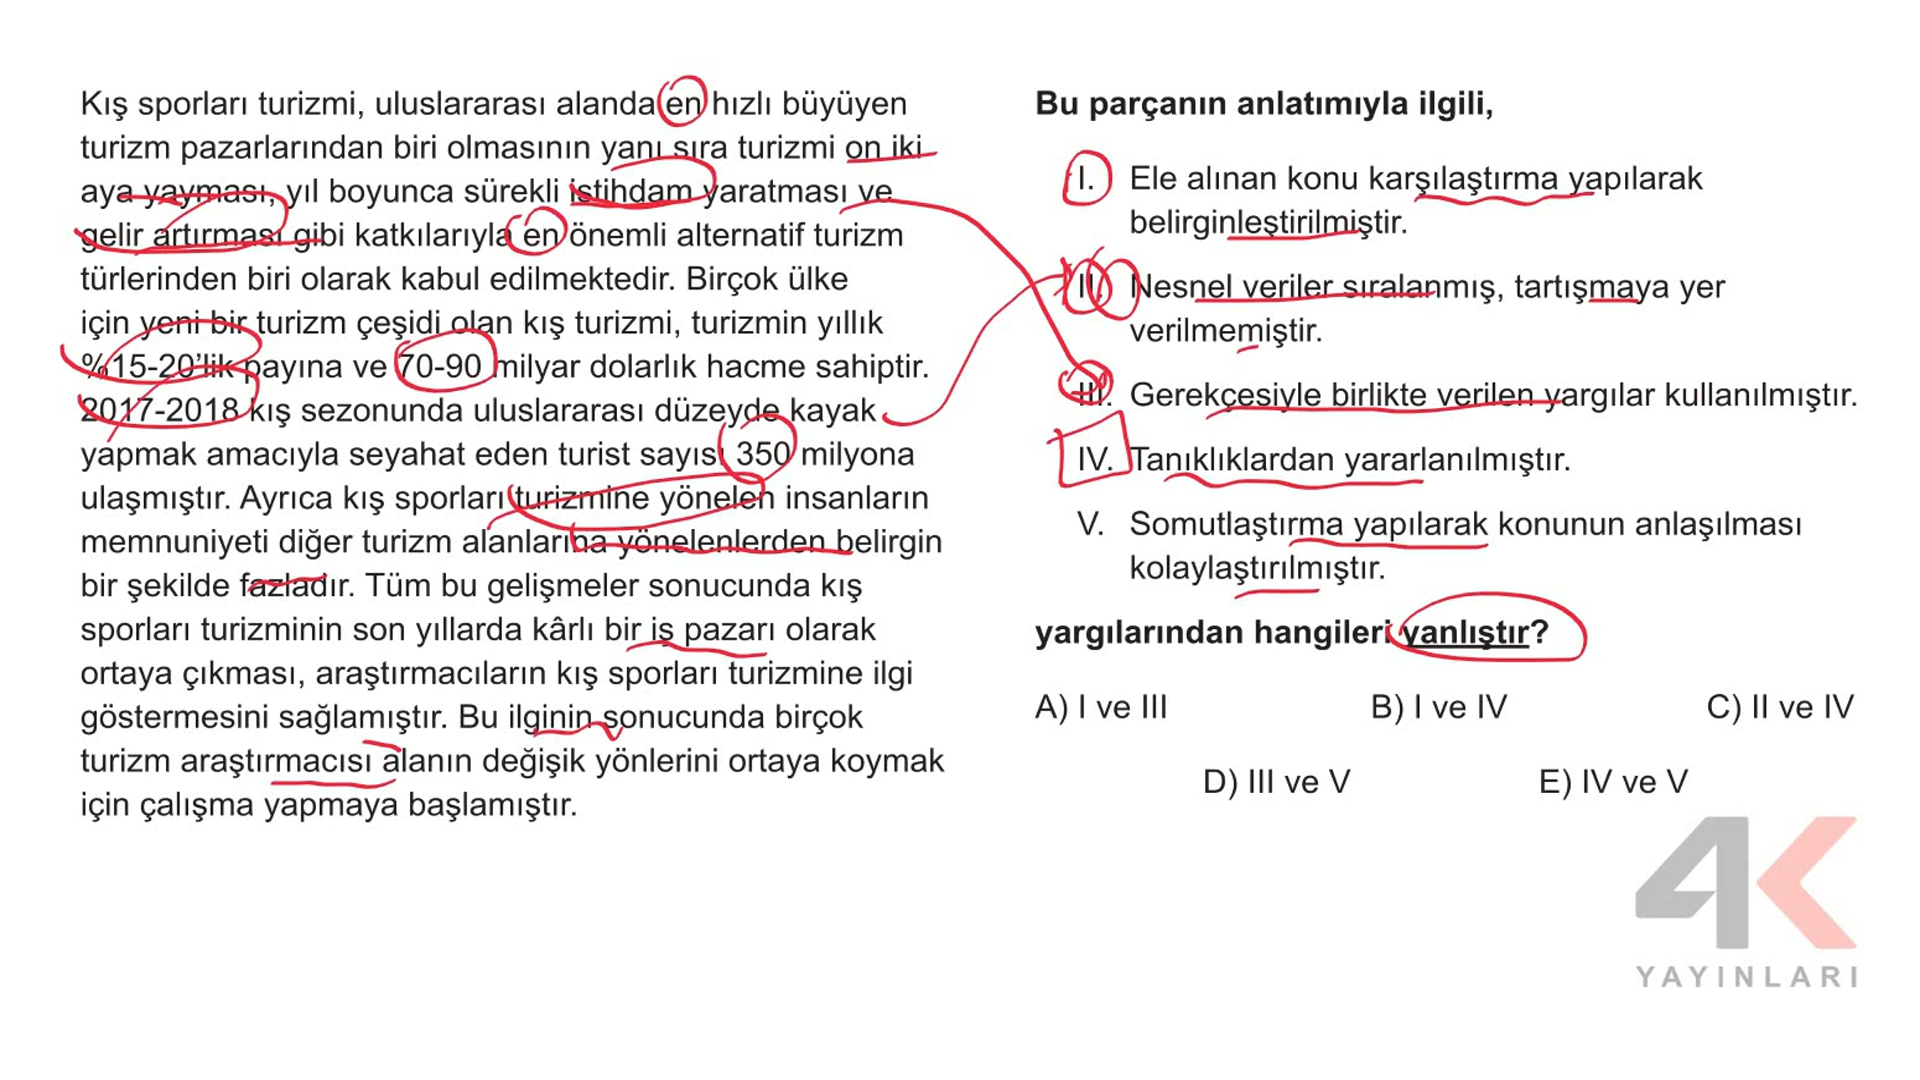 Kış sporları turizmi, uluslararası alanda en hızlı büyüyen
turizm pazarlarından biri olmasının yanı sıra turizmi on iki
aya yayması, yıl boyunca sürekli istihdam yaratması ve
gelir artırması gibi katkılarıyla en önemli alternatif turizm
türlerinden biri olarak kabul edilmektedir. Birçok ülke
için yeni bir turizm çeşidi olan kış turizmi, turizmin yıllık
%15-20’lik payına ve 70-90 milyar dolarlık hacme sahiptir.
2017-2018 kış sezonunda uluslararası düzeyde kayak
yapmak amacıyla seyahat eden turist sayısı 350 milyona
ulaşmıştır. Ayrıca kış sporları turizmine yönelen insanların
memnuniyeti diğer turizm alanlarına yönelenlerden belirgin
bir şekilde fazladır. Tüm bu gelişmeler sonucunda kış
sporları turizminin son yıllarda kârlı bir iş pazarı olarak
ortaya çıkması, araştırmacıların kış sporları turizmine ilgi
göstermesini sağlamıştır. Bu ilginin sonucunda birçok
turizm araştırmacısı alanın değişik yönlerini ortaya koymak
için çalışma yapmaya başlamıştır.
Bu parçanın anlatımıyla ilgili,
I. Ele alınan konu karşılaştırma yapılarak
belirginleştirilmiştir.
II. Nesnel veriler sıralanmış, tartışmaya yer
verilmemiştir.
III. Gerekçesiyle birlikte verilen yargılar kullanılmıştır.
IV. Tanıklıklardan yararlanılmıştır.
V. Somutlaştırma yapılarak konunun anlaşılması
kolaylaştırılmıştır.
yargılarından hangileri yanlıştır?
A) I ve III B) I ve IV C) II ve IV
D) III ve V E) IV ve V
4K
YAYINLARI